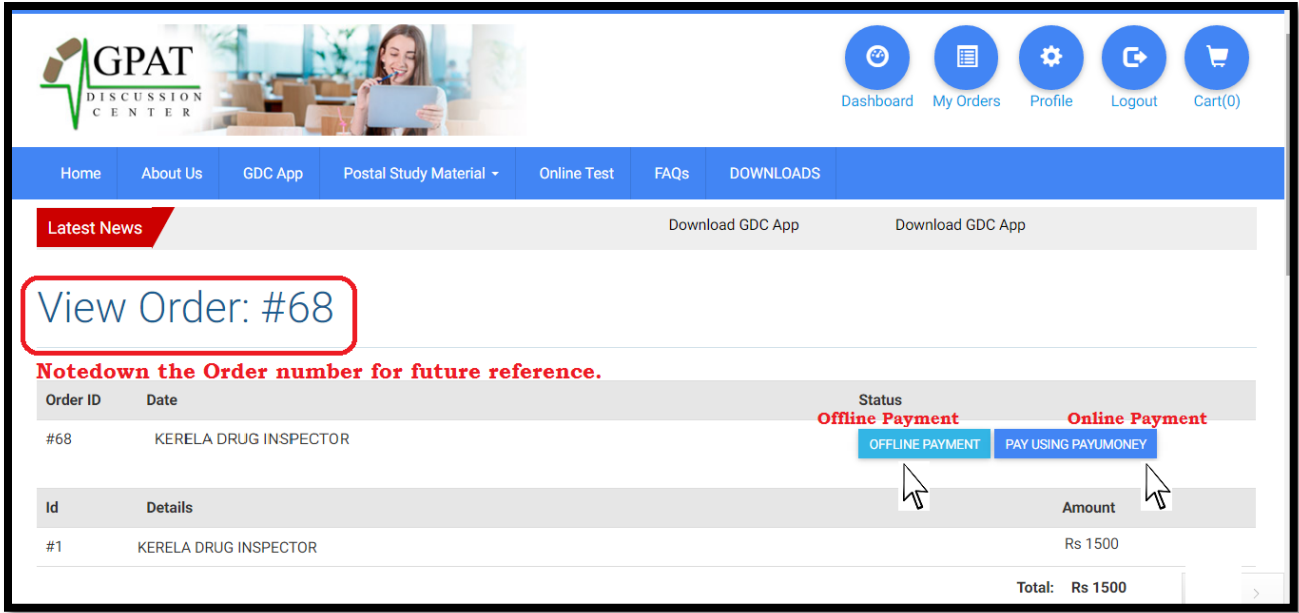 GPAT
DISCUSSION
CENTER
Dashboard My Orders Profile Logout Cart(0)
Home About Us GDC App Postal Study Material Online Test FAQs DOWNLOADS
Latest News Download GDC App Download GDC App
View Order: #68
Notedown the Order number for future reference.
Order ID Date Status
Offline Payment Online Payment
#68 KERELA DRUG INSPECTOR OFFLINE PAYMENT PAY USING PAYUMONEY
Id Details Amount
#1 KERELA DRUG INSPECTOR Rs 1500
Total: Rs 1500